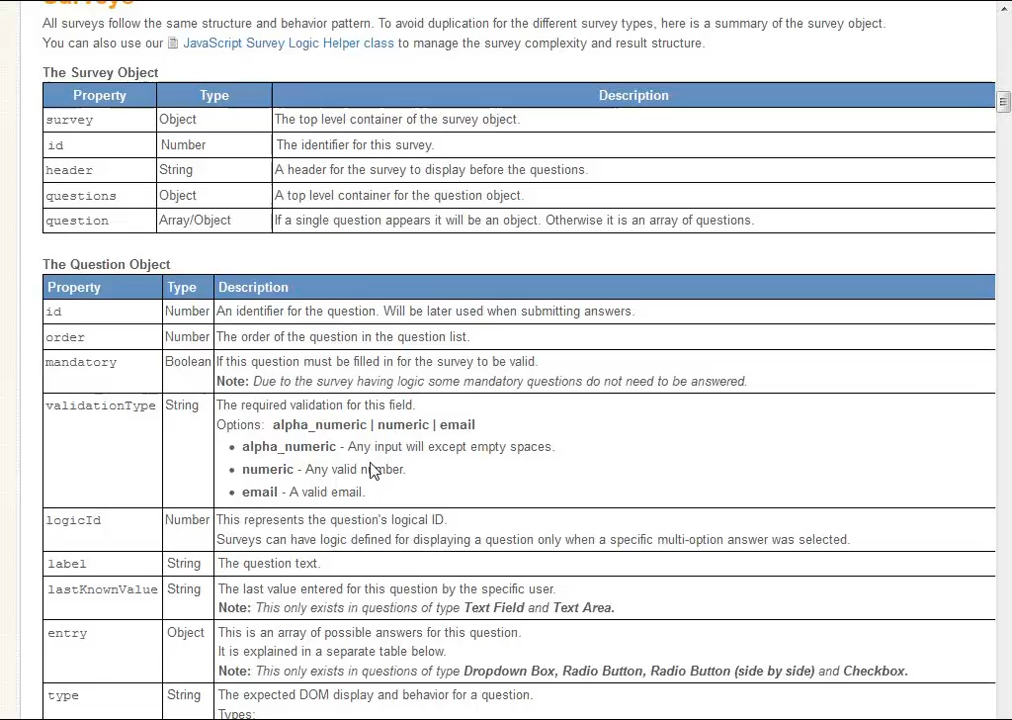 Surveys
All surveys follow the same structure and behavior pattern. To avoid duplication for the different survey types, here is a summary of the survey object.
You can also use our JavaScript Survey Logic Helper class to manage the survey complexity and result structure.
The Survey Object
Property Type Description
survey Object The top level container of the survey object.
id Number The identifier for this survey.
header String A header for the survey to display before the questions.
questions Object A top level container for the question object.
question Array/Object If a single question appears it will be an object. Otherwise it is an array of questions.
The Question Object
Property Type Description
id Number An identifier for the question. Will be later used when submitting answers.
order Number The order of the question in the question list.
mandatory Boolean If this question must be filled in for the survey to be valid.
Note: Due to the survey having logic some mandatory questions do not need to be answered.
validationType String The required validation for this field.
Options: alpha_numeric | numeric | email
• alpha_numeric - Any input will except empty spaces.
• numeric - Any valid number.
• email - A valid email.
logicId Number This represents the question's logical ID.
Surveys can have logic defined for displaying a question only when a specific multi-option answer was selected.
label String The question text.
lastKnownValue String The last value entered for this question by the specific user.
Note: This only exists in questions of type Text Field and Text Area.
entry Object This is an array of possible answers for this question.
It is explained in a separate table below.
Note: This only exists in questions of type Dropdown Box, Radio Button, Radio Button (side by side) and Checkbox.
type String The expected DOM display and behavior for a question.
Types: